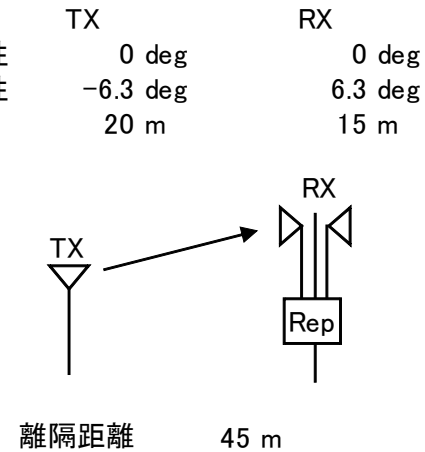 TX RX
0 deg 0 deg
-6.3 deg 6.3 deg
20 m 15 m
RX
TX
Rep
離隔距離 45 m